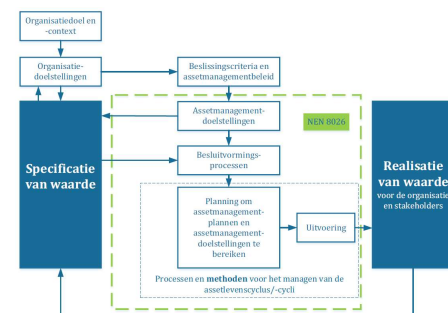 Organisatiedoel en
-context
Organisatie-
doelstellingen
Beslissingscriteria en
assetmanagementbeleid
Assetmanagement-
doelstellingen
NEN 8026
Besluitvormings-
processen
Specificatie
van waarde
Realisatie
van waarde
voor de organisatie
en stakeholders
Planning om
assetmanagement-
plannen en
assetmanagement-
doelstellingen te
bereiken
Uitvoering
Processen en methoden voor het managen van de
assetlevenscyclus/-cycli